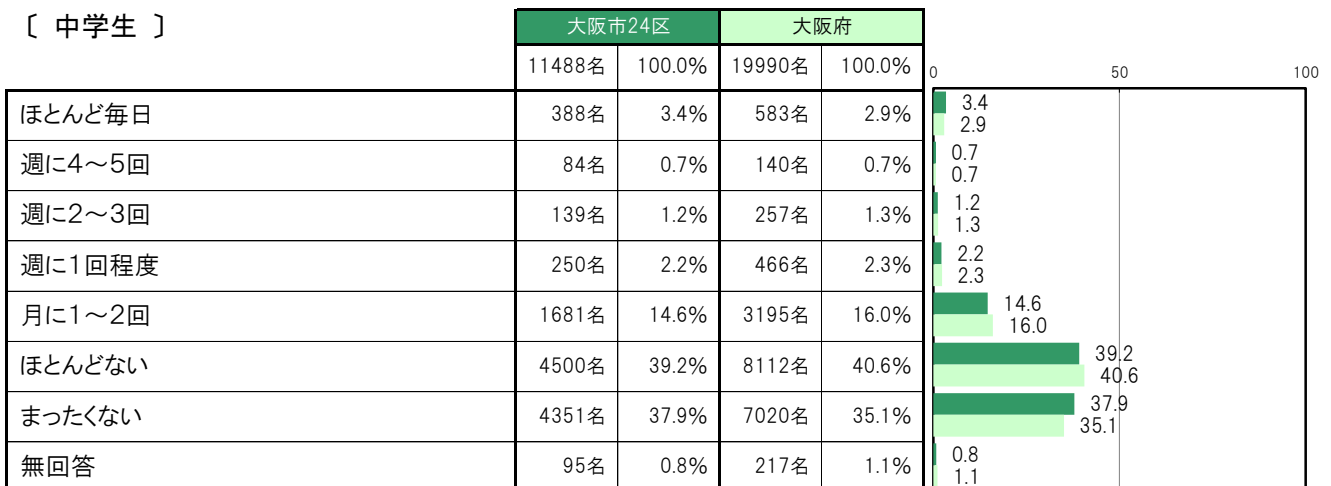 〔 中学生 〕
大阪市24区 大阪府
11488名 100.0% 19990名 100.0% 0 50 100
ほとんど毎日 388名 3.4% 583名 2.9% 3.4 2.9
週に4～5回 84名 0.7% 140名 0.7% 0.7 0.7
週に2～3回 139名 1.2% 257名 1.3% 1.2 1.3
週に1回程度 250名 2.2% 466名 2.3% 2.2 2.3
月に1～2回 1681名 14.6% 3195名 16.0% 14.6 16.0
ほとんどない 4500名 39.2% 8112名 40.6% 39.2 40.6
まったくない 4351名 37.9% 7020名 35.1% 37.9 35.1
無回答 95名 0.8% 217名 1.1% 0.8 1.1